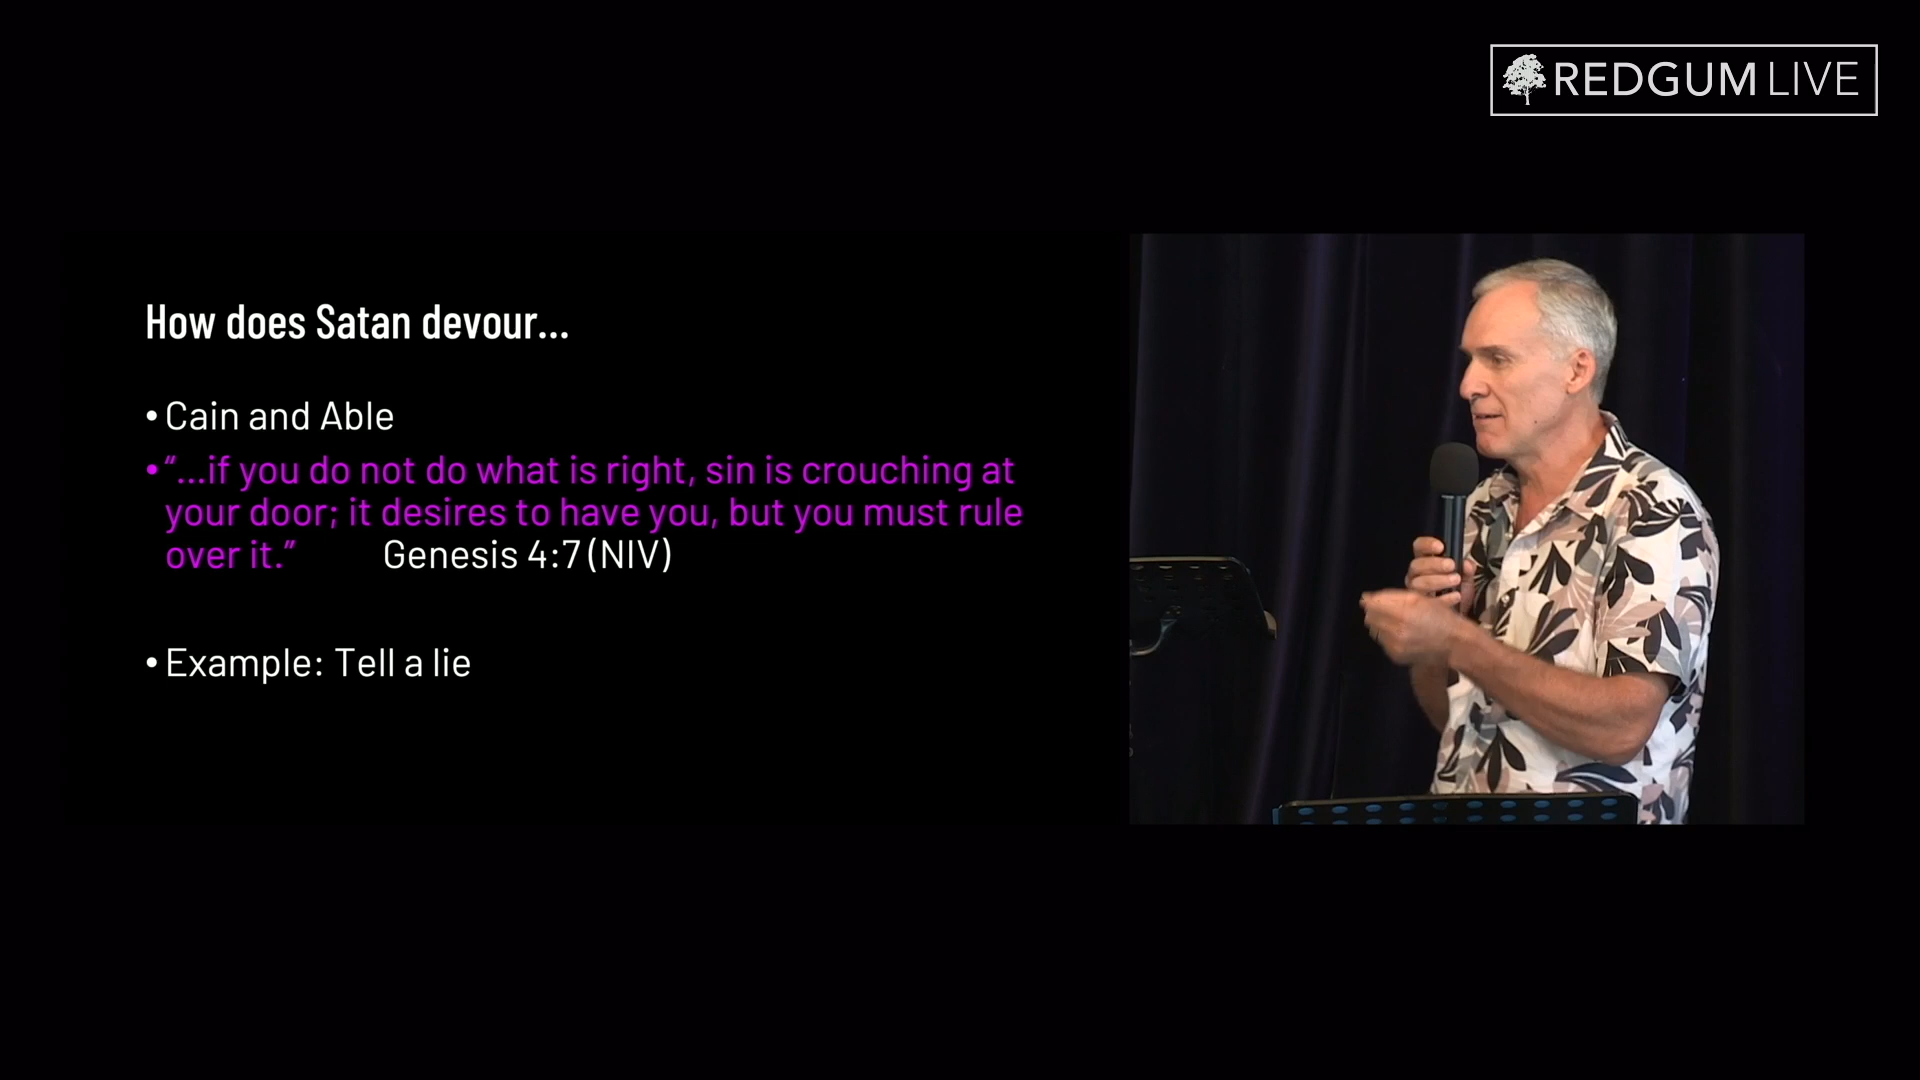 REDGUM LIVE
How does Satan devour...
• Cain and Able
• “...if you do not do what is right, sin is crouching at
your door; it desires to have you, but you must rule
over it.” Genesis 4:7 (NIV)
• Example: Tell a lie